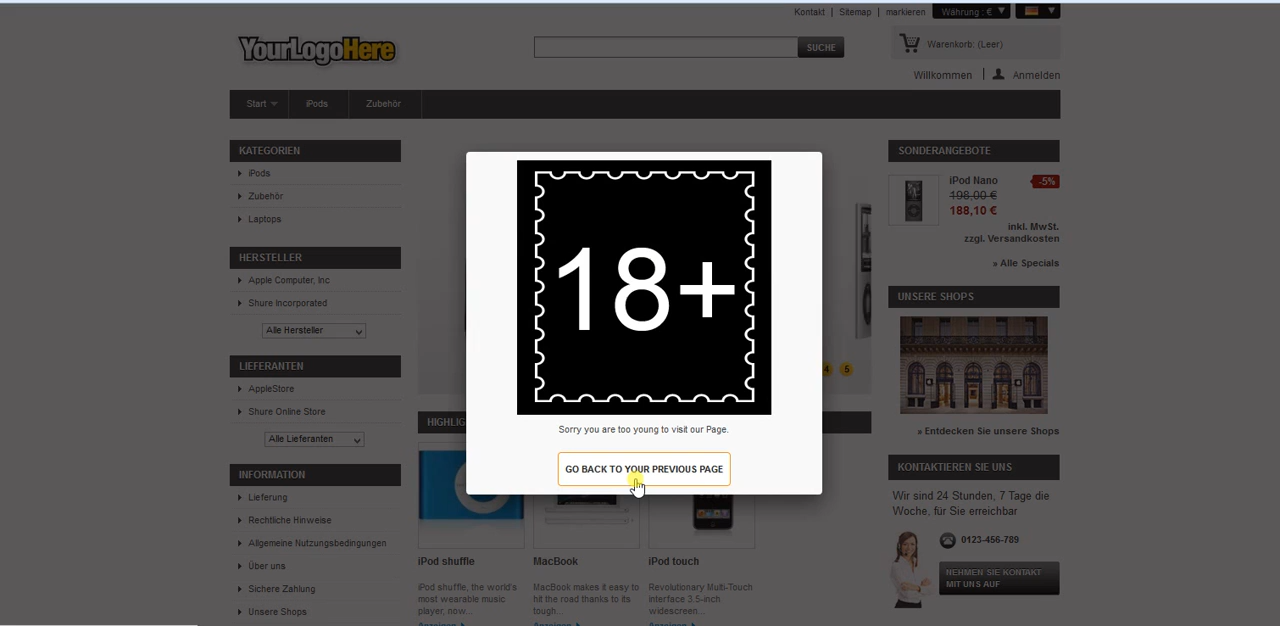 Kontakt | Sitemap | markieren
Währung : €
YourLogoHere
SUCHE
Warenkorb: (Leer)
Willkommen | Anmelden
Start
iPods
Zubehör
KATEGORIEN
iPods
Zubehör
Laptops
HERSTELLER
Apple Computer, Inc
Shure Incorporated
Alle Hersteller
LIEFERANTEN
AppleStore
Shure Online Store
Alle Lieferanten
INFORMATION
Lieferung
Rechtliche Hinweise
Allgemeine Nutzungsbedingungen
Über uns
Sichere Zahlung
Unsere Shops
18+
Sorry you are too young to visit our Page.
GO BACK TO YOUR PREVIOUS PAGE
4 5
iPod shuffle
iPod shuffle, the world's
most wearable music
player, now...
MacBook
MacBook makes it easy to
hit the road thanks to its
tough...
iPod touch
Revolutionary Multi-Touch
interface 3.5-inch
widescreen...
SONDERANGEBOTE
iPod Nano
-5%
198,00 €
188,10 €
inkl. MwSt.
zzgl. Versandkosten
» Alle Specials
UNSERE SHOPS
» Entdecken Sie unsere Shops
KONTAKTIEREN SIE UNS
Wir sind 24 Stunden, 7 Tage die
Woche, für Sie erreichbar
0123-456-789
NEHMEN SIE KONTAKT
MIT UNS AUF